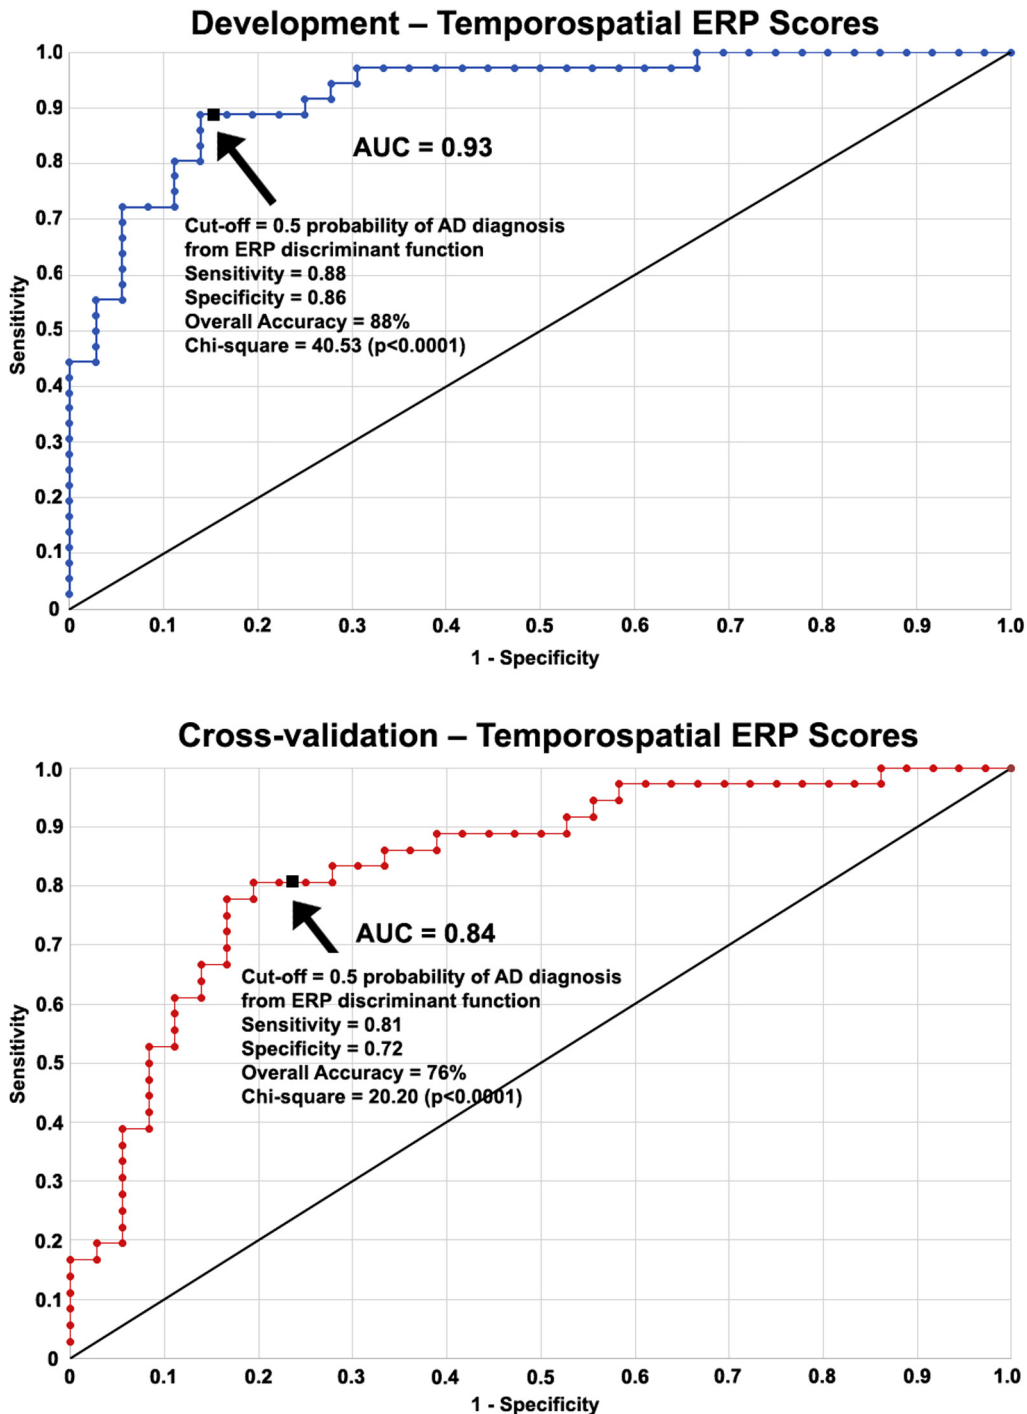 Development – Temporospatial ERP Scores
1.0
0.9
0.8
0.7
0.6
0.5
0.4
0.3
0.2
0.1
0
Sensitivity
AUC = 0.93
Cut-off = 0.5 probability of AD diagnosis
from ERP discriminant function
Sensitivity = 0.88
Specificity = 0.86
Overall Accuracy = 88%
Chi-square = 40.53 (p<0.0001)
0 0.1 0.2 0.3 0.4 0.5 0.6 0.7 0.8 0.9 1.0
1 - Specificity
Cross-validation – Temporospatial ERP Scores
1.0
0.9
0.8
0.7
0.6
0.5
0.4
0.3
0.2
0.1
0
Sensitivity
AUC = 0.84
Cut-off = 0.5 probability of AD diagnosis
from ERP discriminant function
Sensitivity = 0.81
Specificity = 0.72
Overall Accuracy = 76%
Chi-square = 20.20 (p<0.0001)
0 0.1 0.2 0.3 0.4 0.5 0.6 0.7 0.8 0.9 1.0
1 - Specificity